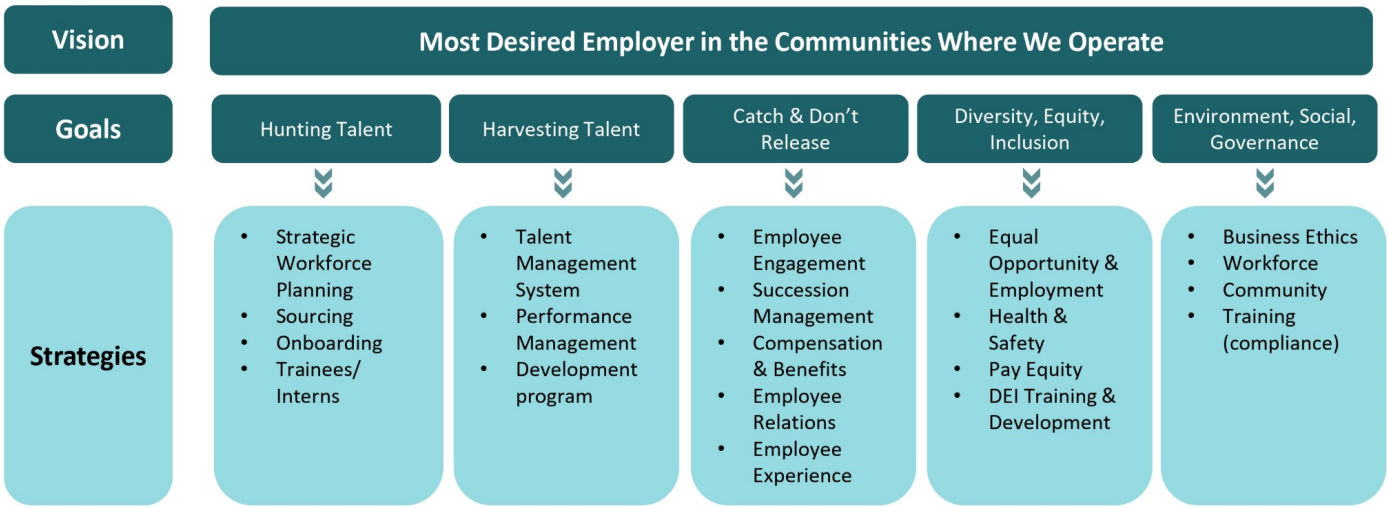 Vision
Most Desired Employer in the Communities Where We Operate
Goals
Hunting Talent
Harvesting Talent
Catch & Don’t
Release
Diversity, Equity,
Inclusion
Environment, Social,
Governance
Strategies
• Strategic
Workforce
Planning
• Sourcing
• Onboarding
• Trainees/
Interns
• Talent
Management
System
• Performance
Management
• Development
program
• Employee
Engagement
• Succession
Management
• Compensation
& Benefits
• Employee
Relations
• Employee
Experience
• Equal
Opportunity &
Employment
• Health &
Safety
• Pay Equity
• DEI Training &
Development
• Business Ethics
• Workforce
• Community
• Training
(compliance)